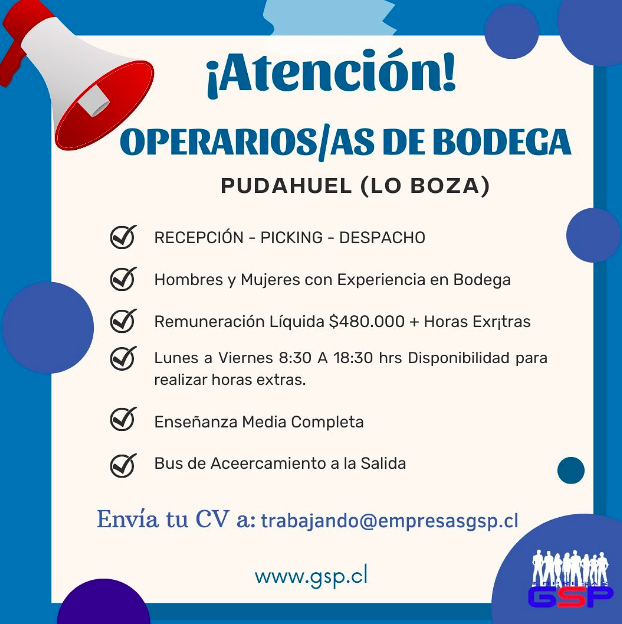 ¡Atención!
OPERARIOS/AS DE BODEGA
PUDAHUEL (LO BOZA)
RECEPCIÓN - PICKING - DESPACHO
Hombres y Mujeres con Experiencia en Bodega
Remuneración Líquida $480.000 + Horas Exr¡tras
Lunes a Viernes 8:30 A 18:30 hrs Disponibilidad para
realizar horas extras.
Enseñanza Media Completa
Bus de Aceercamiento a la Salida
Envía tu CV a: trabajando@empresasgsp.cl
www.gsp.cl
GSP